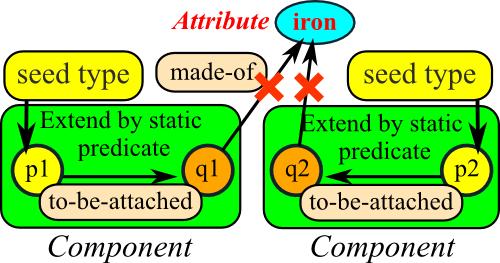 Attribute iron
made-of
seed type
seed type
Extend by static
predicate
Extend by static
predicate
p1
q1
q2
p2
to-be-attached
to-be-attached
Component
Component